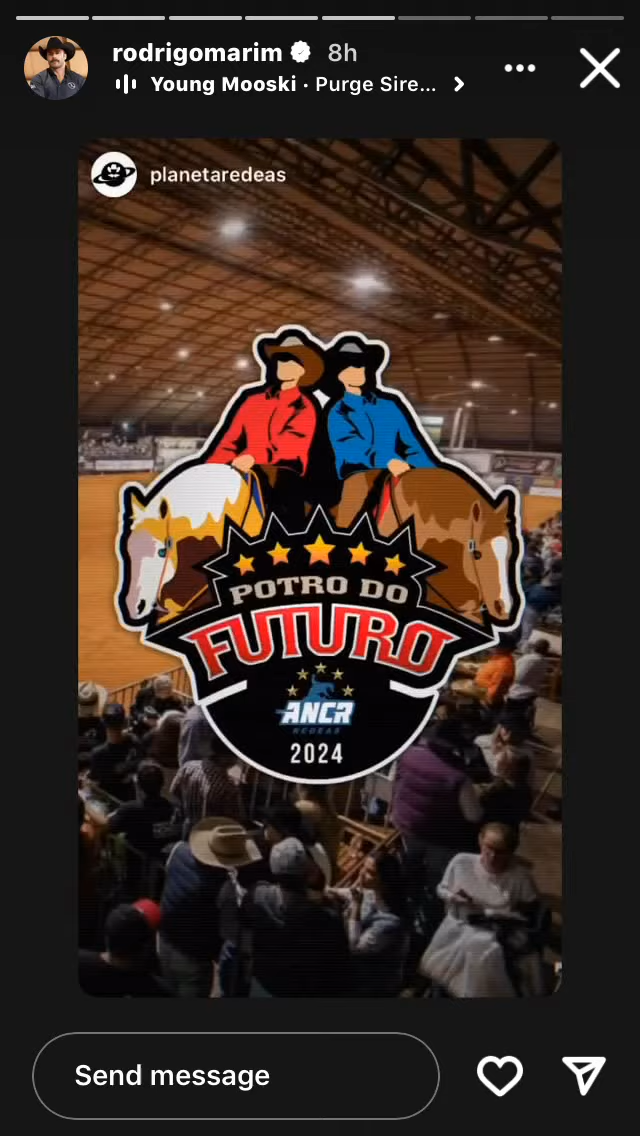 rodrigomarim 8h
Young Mooski · Purge Sire...
planetaredeas
POTRO DO
FUTURO
ANCR
REDEAS
2024
Send message